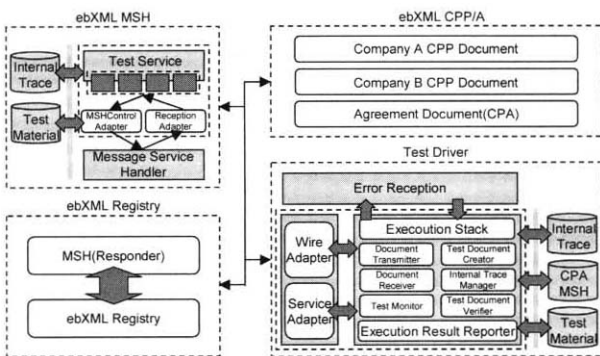 ebXML MSH
Internal
Trace
Test
Material
Test Service
MSHControl
Adapter
Reception
Adapter
Message Service
Handler
ebXML CPP/A
Company A CPP Document
Company B CPP Document
Agreement Document(CPA)
ebXML Registry
MSH(Responder)
ebXML Registry
Test Driver
Error Reception
Wire
Adapter
Service
Adapter
Execution Stack
Document
Transmitter
Test Document
Creator
Document
Receiver
Internal Trace
Manager
Test Monitor
Test Document
Verifier
Execution Result Reporter
Internal
Trace
CPA
MSH
Test
Material